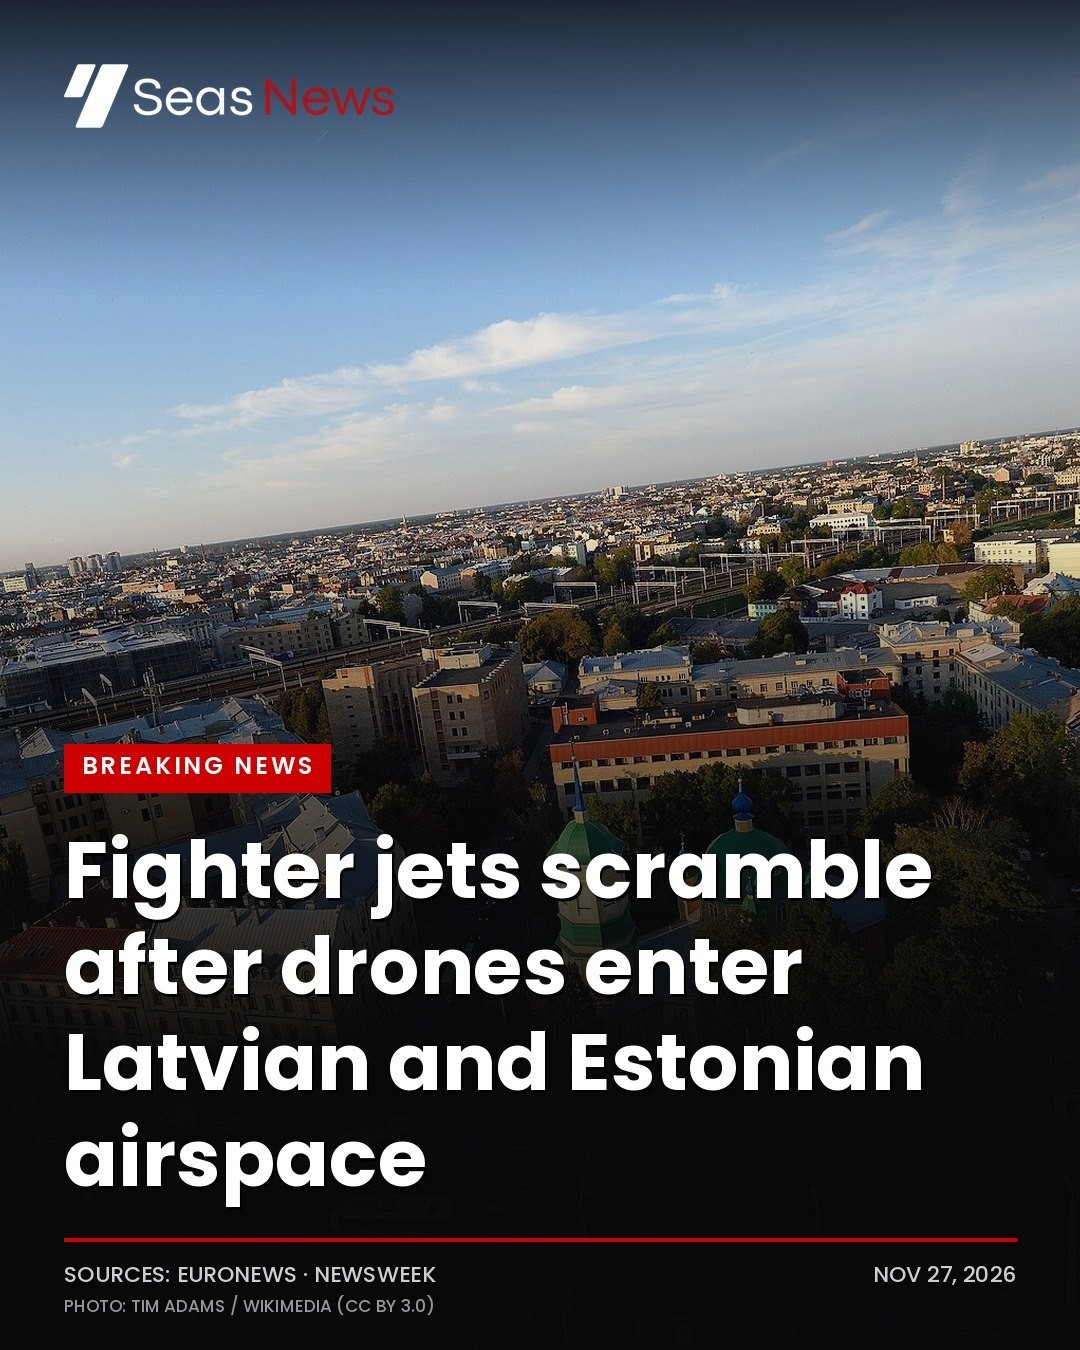 Seas News
BREAKING NEWS
Fighter jets scramble
after drones enter
Latvian and Estonian
airspace
SOURCES: EURONEWS · NEWSWEEK
NOV 27, 2026
PHOTO: TIM ADAMS / WIKIMEDIA (CC BY 3.0)